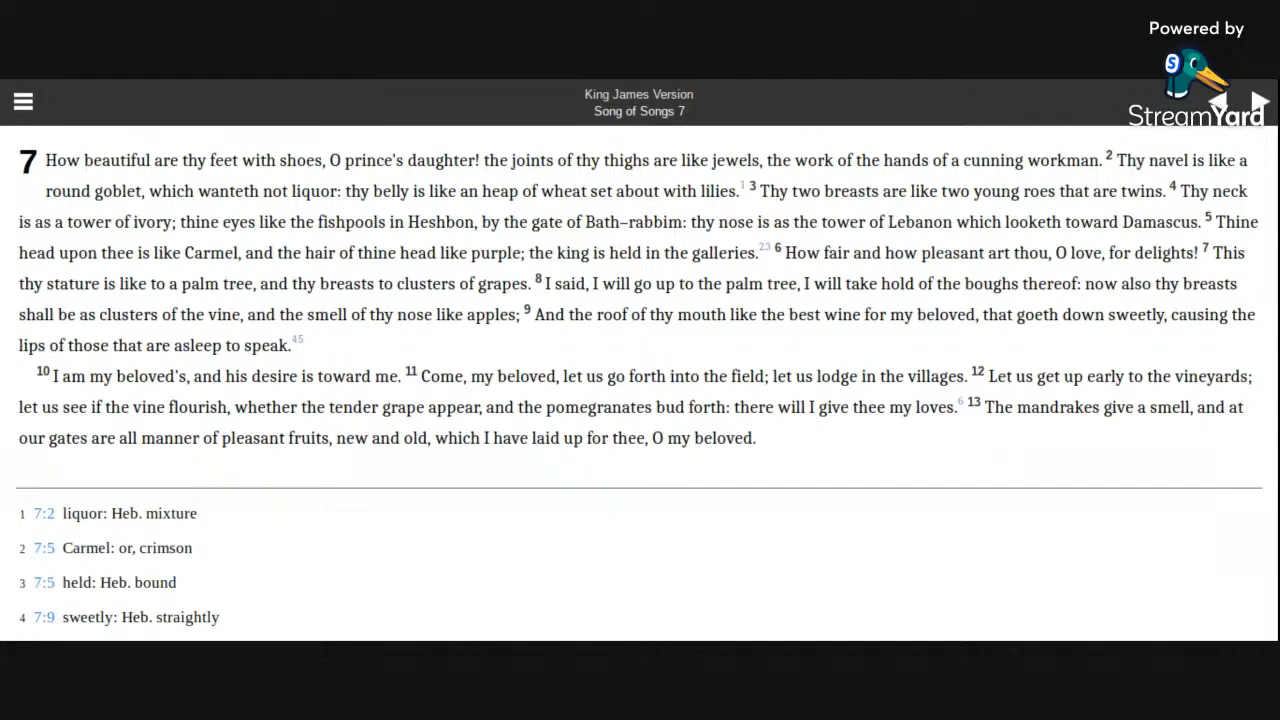 Powered by
StreamYard
King James Version
Song of Songs 7
7 How beautiful are thy feet with shoes, O prince's daughter! the joints of thy thighs are like jewels, the work of the hands of a cunning workman. 2 Thy navel is like a
round goblet, which wanteth not liquor: thy belly is like an heap of wheat set about with lilies.1 3 Thy two breasts are like two young roes that are twins. 4 Thy neck
is as a tower of ivory; thine eyes like the fishpools in Heshbon, by the gate of Bath–rabbim: thy nose is as the tower of Lebanon which looketh toward Damascus. 5 Thine
head upon thee is like Carmel, and the hair of thine head like purple; the king is held in the galleries.23 6 How fair and how pleasant art thou, O love, for delights! 7 This
thy stature is like to a palm tree, and thy breasts to clusters of grapes. 8 I said, I will go up to the palm tree, I will take hold of the boughs thereof: now also thy breasts
shall be as clusters of the vine, and the smell of thy nose like apples; 9 And the roof of thy mouth like the best wine for my beloved, that goeth down sweetly, causing the
lips of those that are asleep to speak.45
10 I am my beloved's, and his desire is toward me. 11 Come, my beloved, let us go forth into the field; let us lodge in the villages. 12 Let us get up early to the vineyards;
let us see if the vine flourish, whether the tender grape appear, and the pomegranates bud forth: there will I give thee my loves.6 13 The mandrakes give a smell, and at
our gates are all manner of pleasant fruits, new and old, which I have laid up for thee, O my beloved.
1 7:2 liquor: Heb. mixture
2 7:5 Carmel: or, crimson
3 7:5 held: Heb. bound
4 7:9 sweetly: Heb. straightly